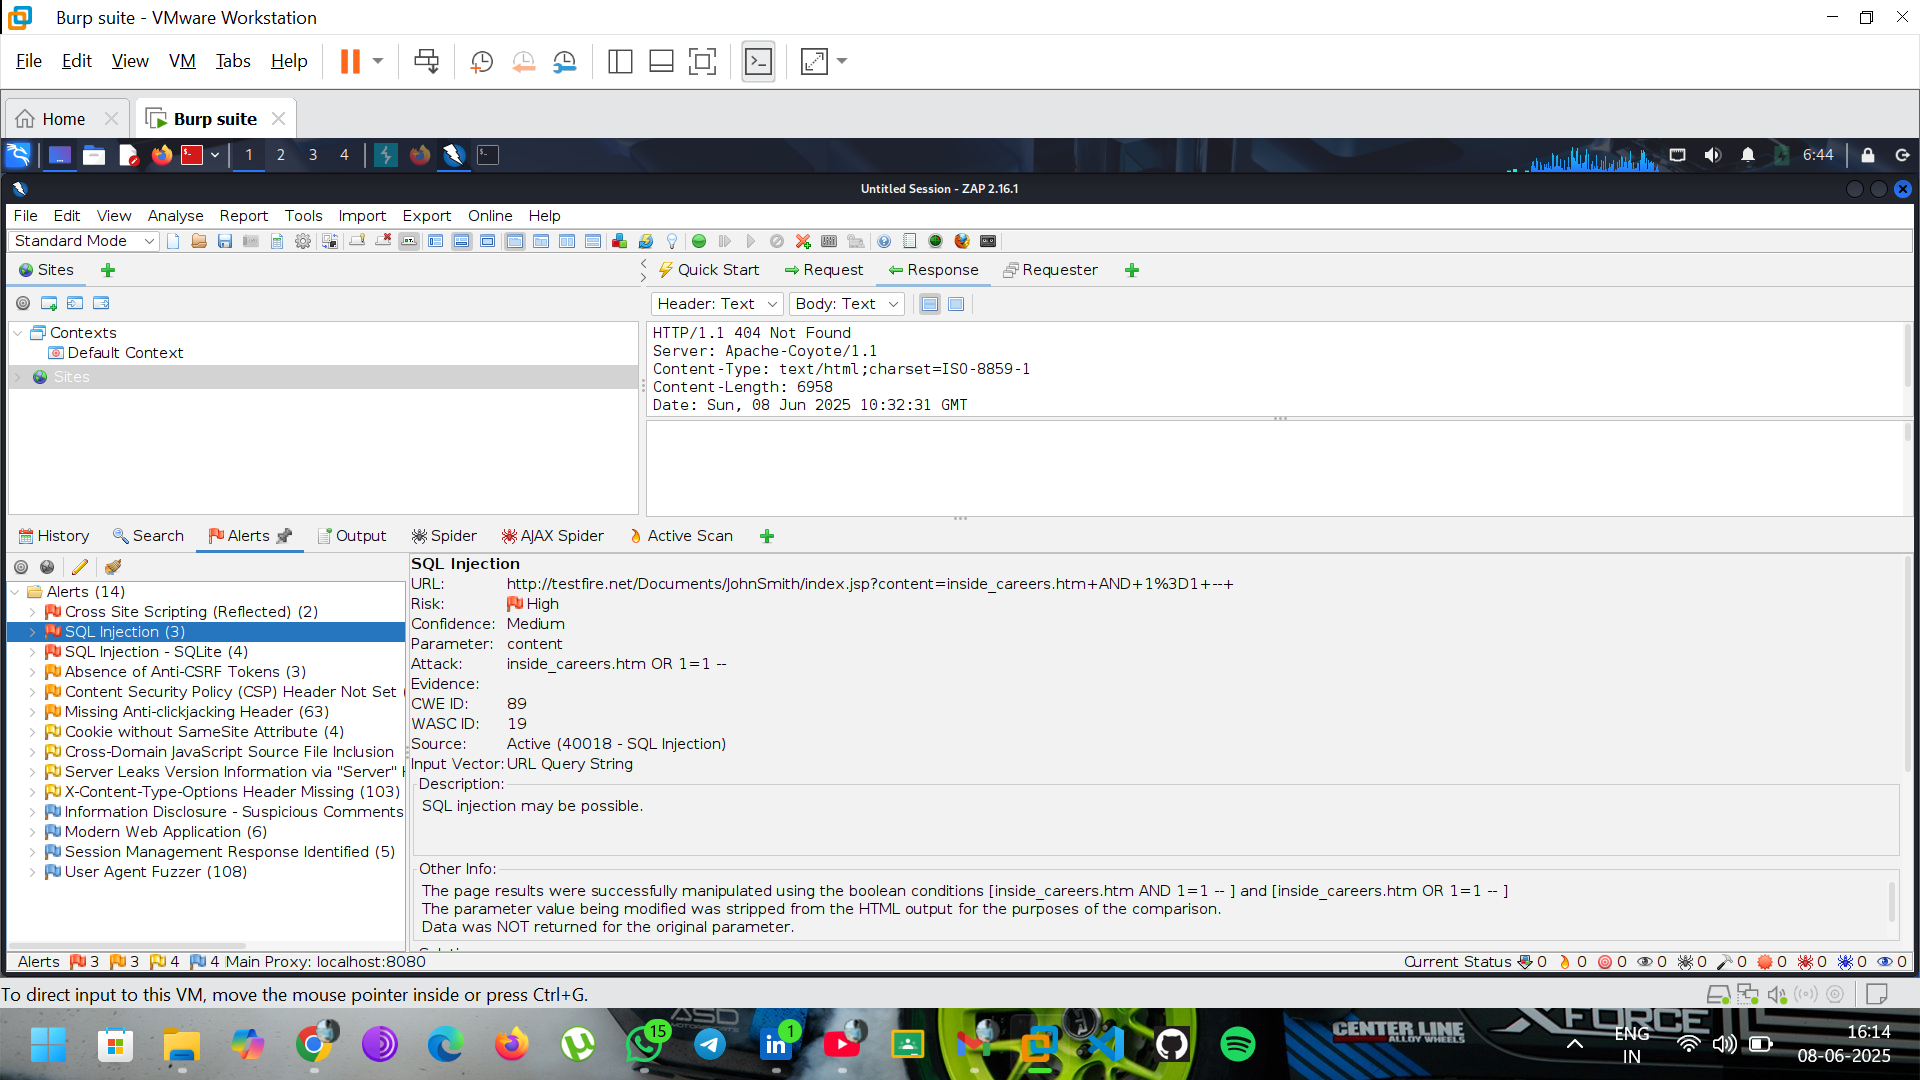 Burp suite - VMware Workstation
File Edit View VM Tabs Help
Home
Burp suite
1 2 3 4
6:44
Untitled Session - ZAP 2.16.1
File Edit View Analyse Report Tools Import Export Online Help
Standard Mode
Sites
Quick Start
Request
Response
Requester
Header: Text
Body: Text
Contexts
Default Context
Sites
HTTP/1.1 404 Not Found
Server: Apache-Coyote/1.1
Content-Type: text/html;charset=ISO-8859-1
Content-Length: 6958
Date: Sun, 08 Jun 2025 10:32:31 GMT
History
Search
Alerts
Output
Spider
AJAX Spider
Active Scan
Alerts (14)
Cross Site Scripting (Reflected) (2)
SQL Injection (3)
SQL Injection - SQLite (4)
Absence of Anti-CSRF Tokens (3)
Content Security Policy (CSP) Header Not Set (
Missing Anti-clickjacking Header (63)
Cookie without SameSite Attribute (4)
Cross-Domain JavaScript Source File Inclusion
Server Leaks Version Information via "Server"
X-Content-Type-Options Header Missing (103)
Information Disclosure - Suspicious Comments
Modern Web Application (6)
Session Management Response Identified (5)
User Agent Fuzzer (108)
SQL Injection
URL: http://testfire.net/Documents/JohnSmith/index.jsp?content=inside_careers.htm+AND+1%3D1+--+
Risk: High
Confidence: Medium
Parameter: content
Attack: inside_careers.htm OR 1=1 --
Evidence:
CWE ID: 89
WASC ID: 19
Source: Active (40018 - SQL Injection)
Input Vector: URL Query String
Description:
SQL injection may be possible.
Other Info:
The page results were successfully manipulated using the boolean conditions [inside_careers.htm AND 1=1 -- ] and [inside_careers.htm OR 1=1 -- ]
The parameter value being modified was stripped from the HTML output for the purposes of the comparison.
Data was NOT returned for the original parameter.
Alerts 3 3 4 4 Main Proxy: localhost:8080
Current Status 0 0 0 0 0 0 0 0 0 0
To direct input to this VM, move the mouse pointer inside or press Ctrl+G.
ASD
CENTER LINE
ALLOY WHEELS
XFORCE
15
1
ENG
IN
16:14
08-06-2025